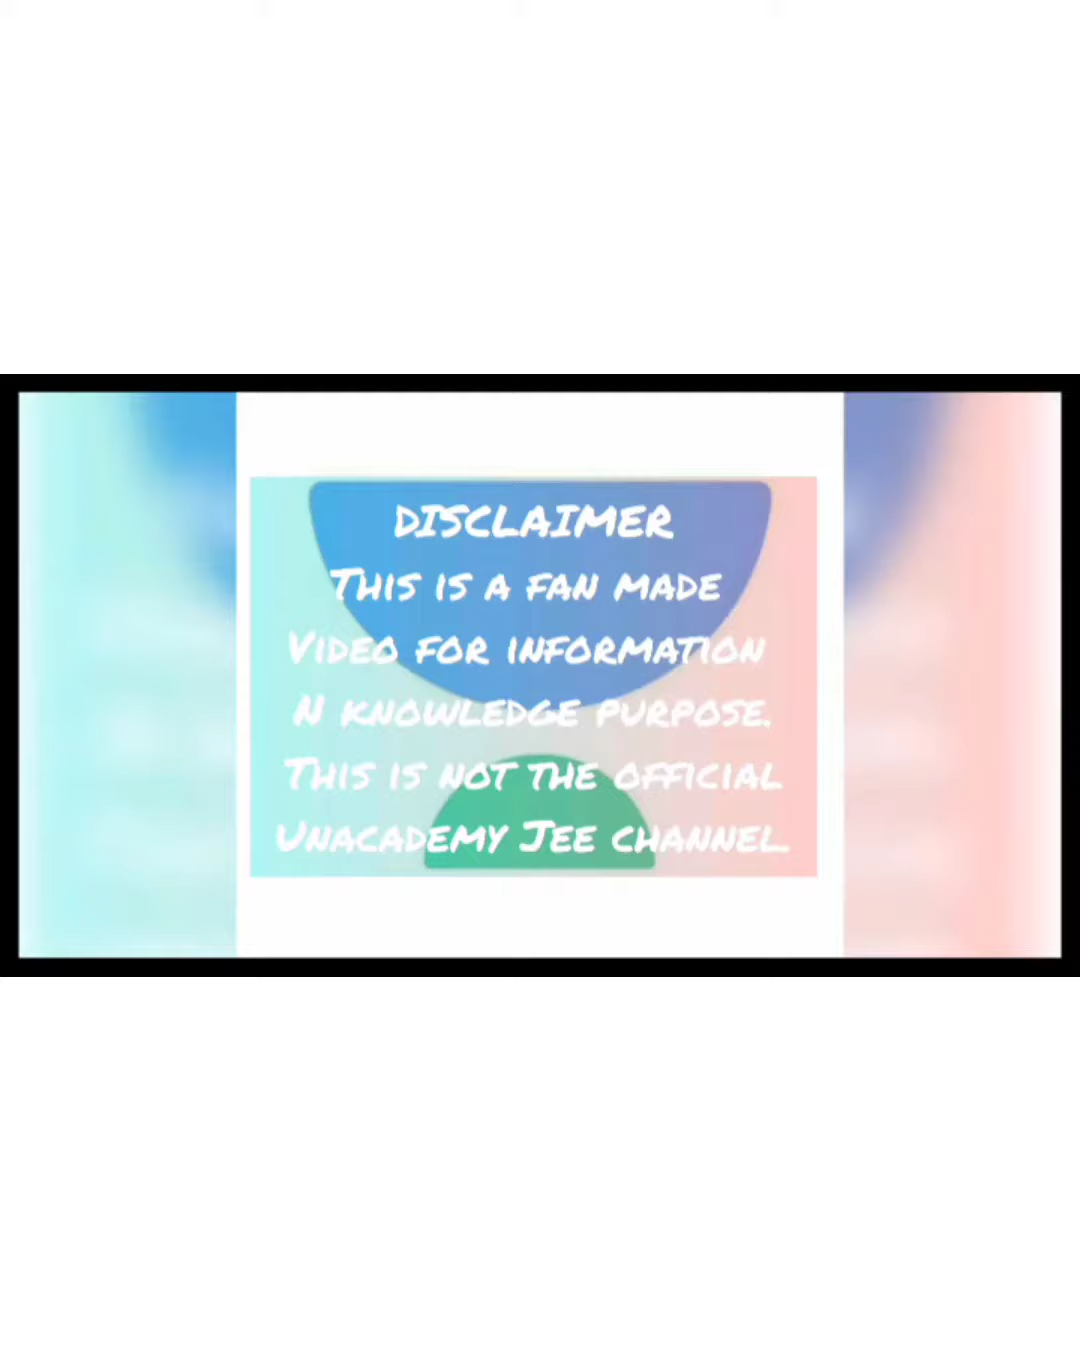 DISCLAIMER
THIS IS A FAN MADE
VIDEO FOR INFORMATION
N KNOWLEDGE PURPOSE.
THIS IS NOT THE OFFICIAL
UNACADEMY JEE CHANNEL.